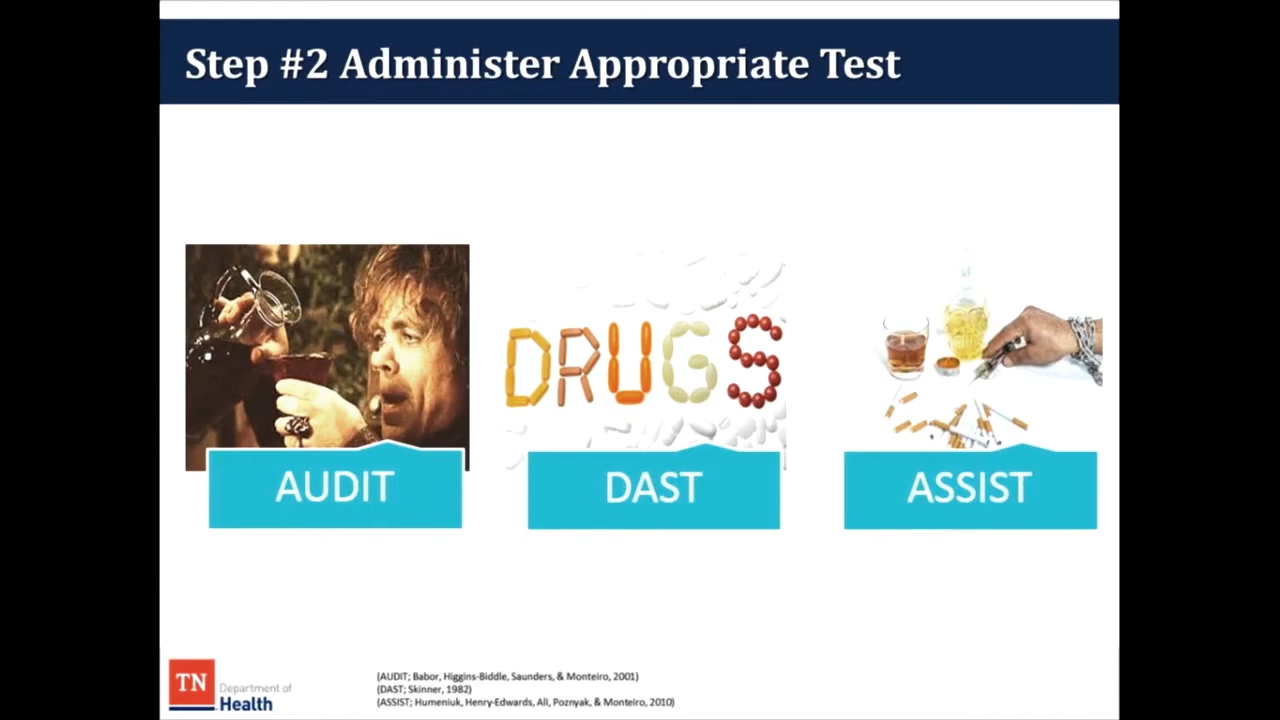 Step #2 Administer Appropriate Test
DRUGS
AUDIT
DAST
ASSIST
TN
Department of
Health
(AUDIT; Babor, Higgins-Biddle, Saunders, & Monteiro, 2001)
(DAST; Skinner, 1982)
(ASSIST; Humeniuk, Henry-Edwards, Ali, Poznyak, & Monteiro, 2010)